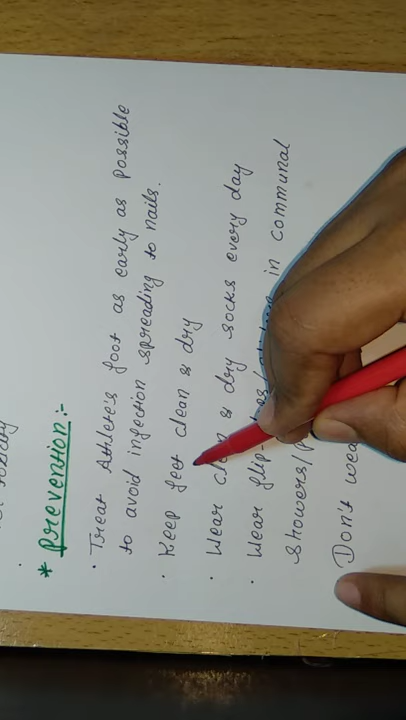 * Prevention:-
• Treat Athlete's foot as early as possible
to avoid infection spreading to nails.
• Keep feet clean & dry
• Wear clean & dry socks every day
• Wear flip- in communal
showers/
Don't wea